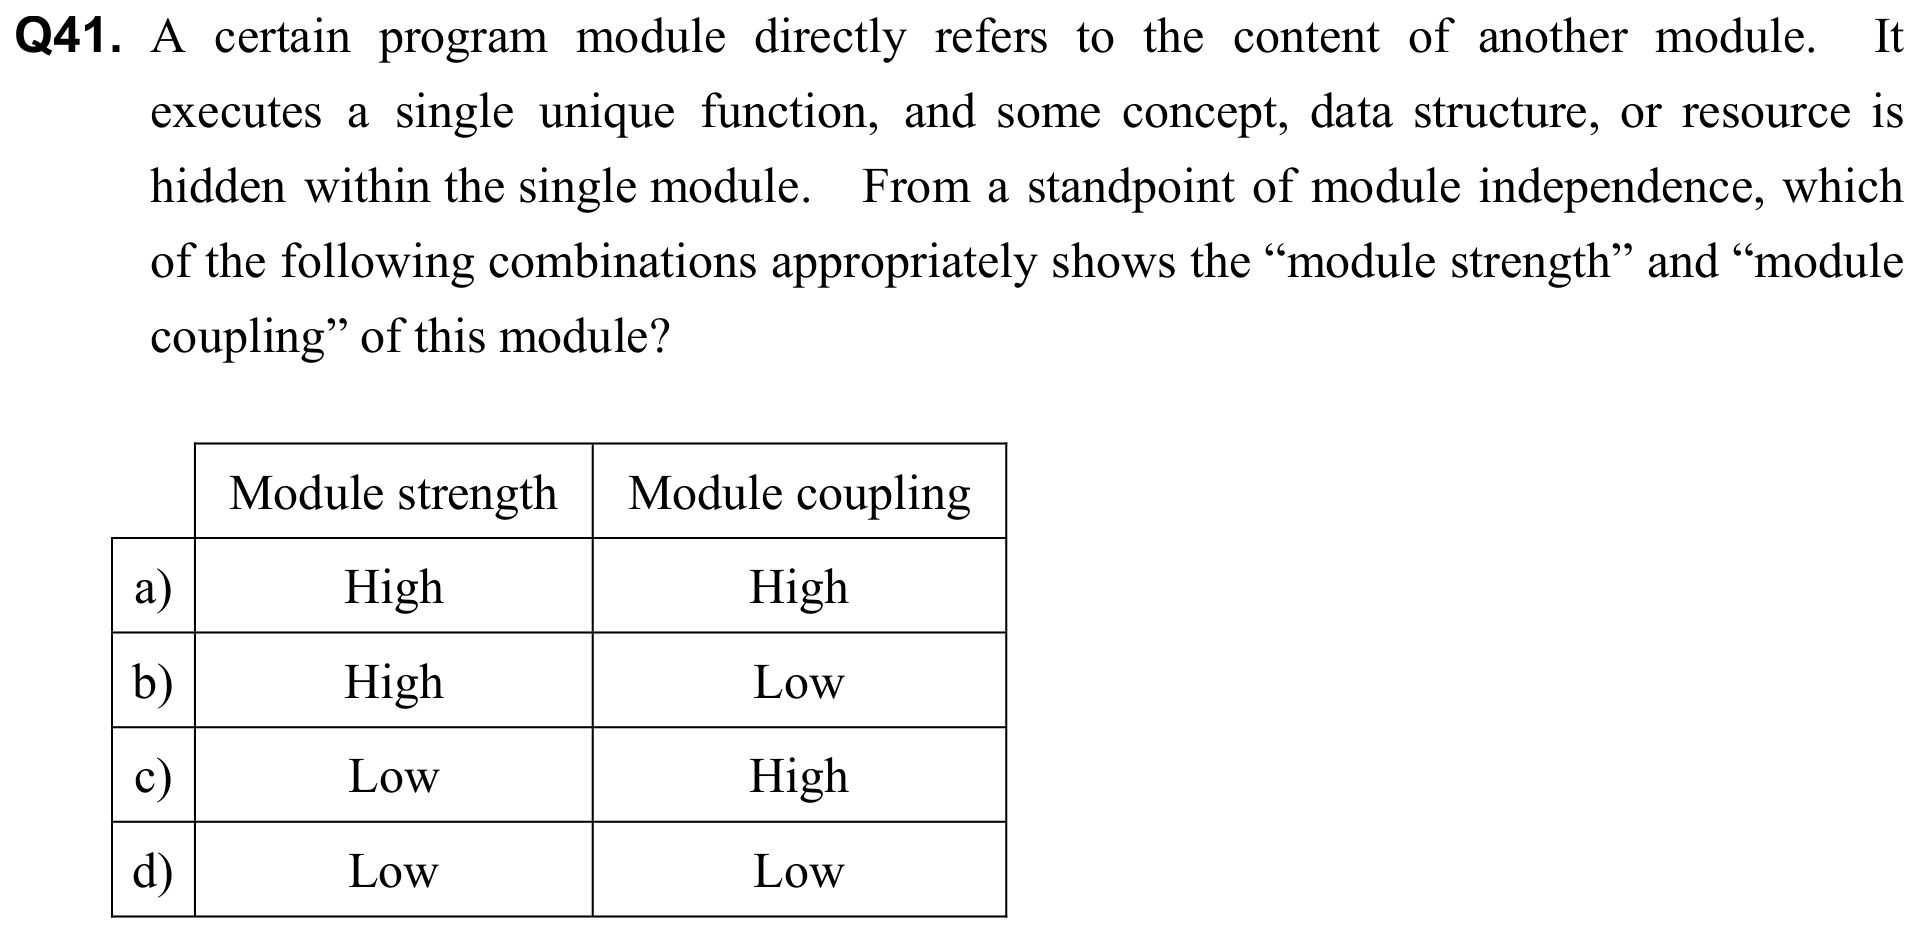 Q41. A certain program module directly refers to the content of another module. It
executes a single unique function, and some concept, data structure, or resource is
hidden within the single module. From a standpoint of module independence, which
of the following combinations appropriately shows the “module strength” and “module
coupling” of this module?
Module strength Module coupling
a) High High
b) High Low
c) Low High
d) Low Low